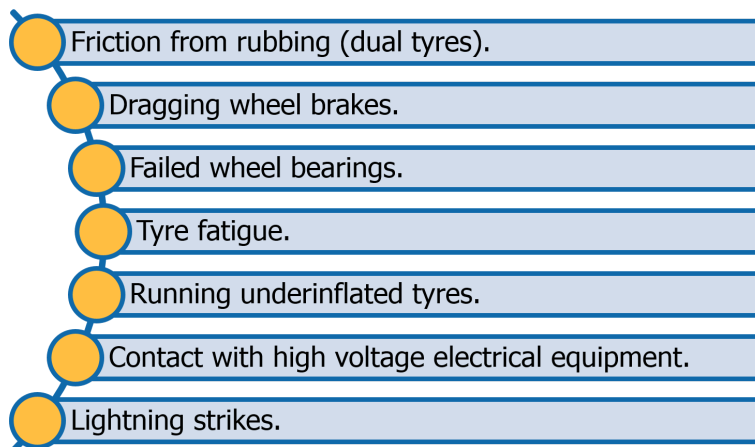 Friction from rubbing (dual tyres).
Dragging wheel brakes.
Failed wheel bearings.
Tyre fatigue.
Running underinflated tyres.
Contact with high voltage electrical equipment.
Lightning strikes.